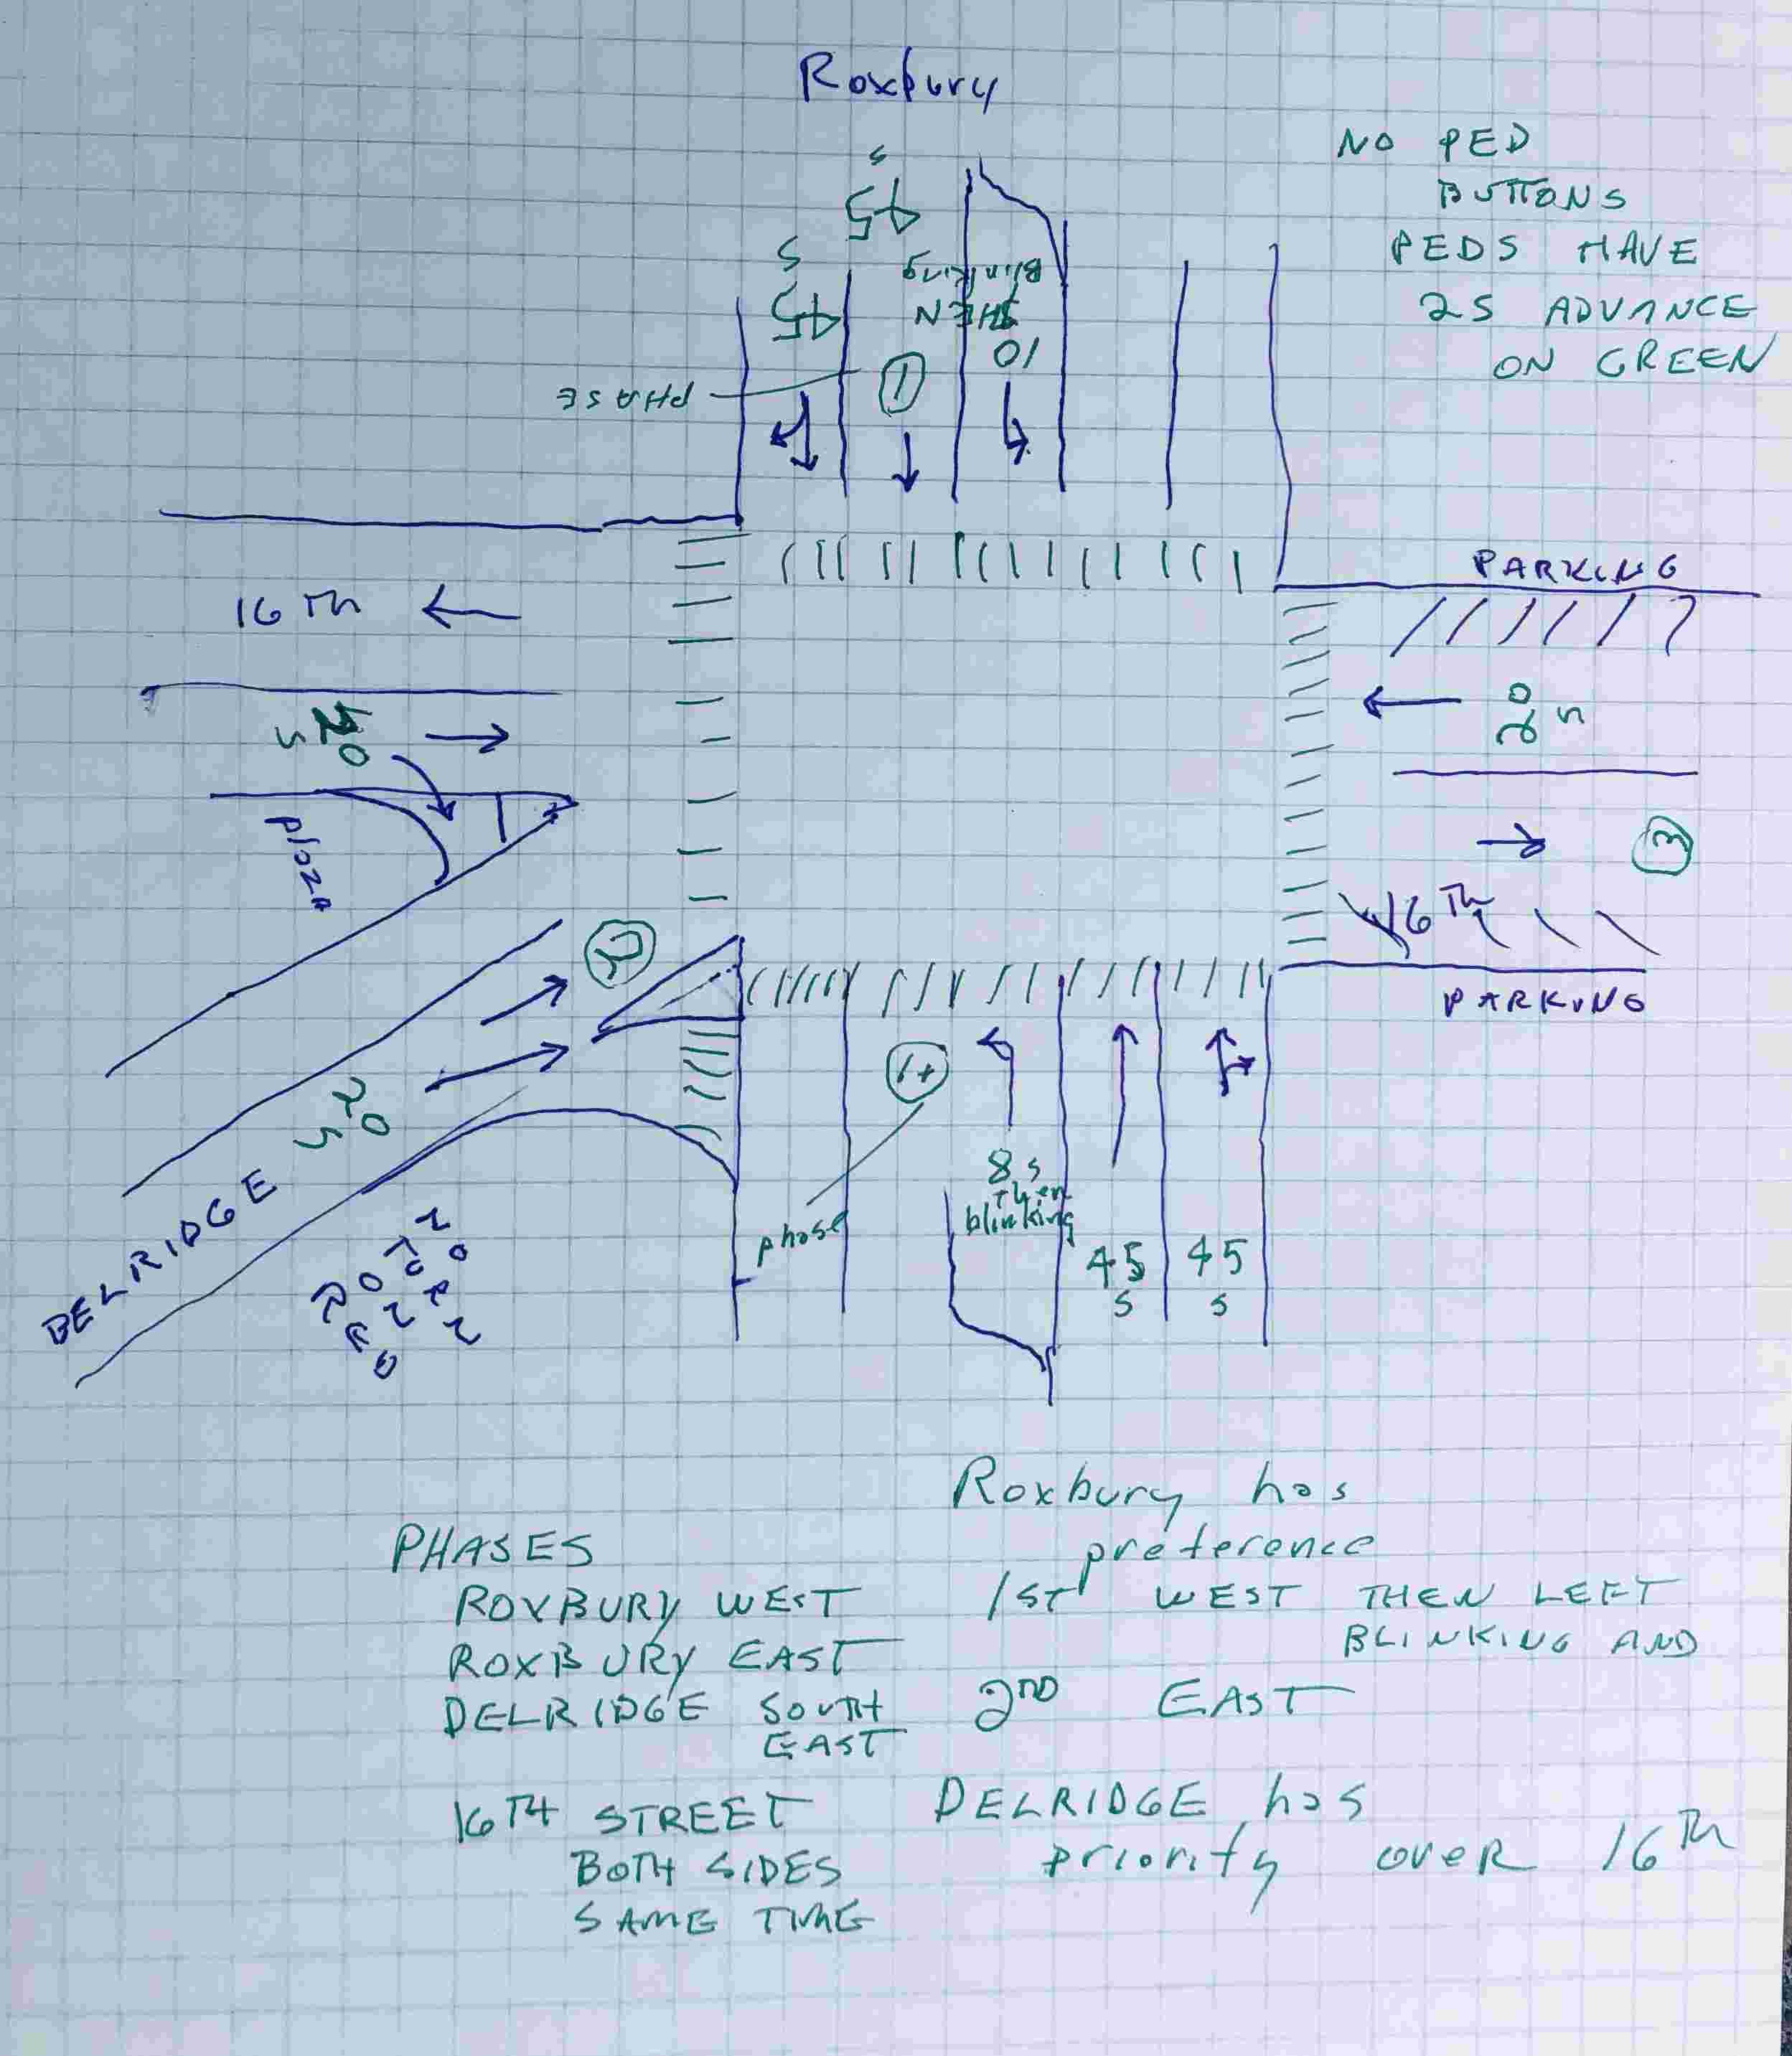 Roxbury
NO PED
BUTTONS
PEDS HAVE
2S ADVANCE
ON GREEN
45
s
45
s
10
THEN
Blinking
1
PHASE
PARKING
16TH
20
s
20
s
plaza
3
16Th
PARKING
2
1+
phase
8s
Then
blinking
45
s
45
s
20
s
DELRIDGE
NO
TURN
ON
RED
PHASES
ROXBURY WEST
ROXBURY EAST
DELRIDGE SOUTH
EAST
16TH STREET
BOTH SIDES
SAME TIME
Roxbury has
preference
1ST WEST THEN LEFT
BLINKING AND
2ND EAST
DELRIDGE has
priority over 16Th